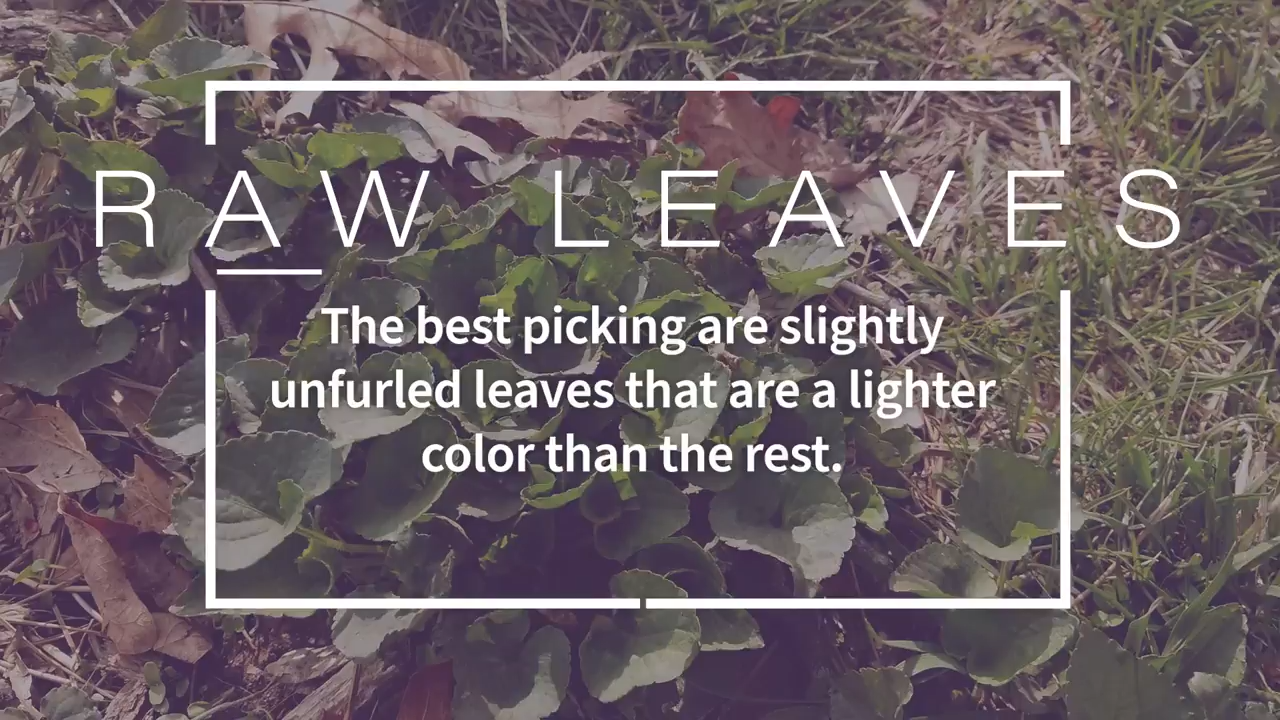 RAW LEAVES
The best picking are slightly
unfurled leaves that are a lighter
color than the rest.